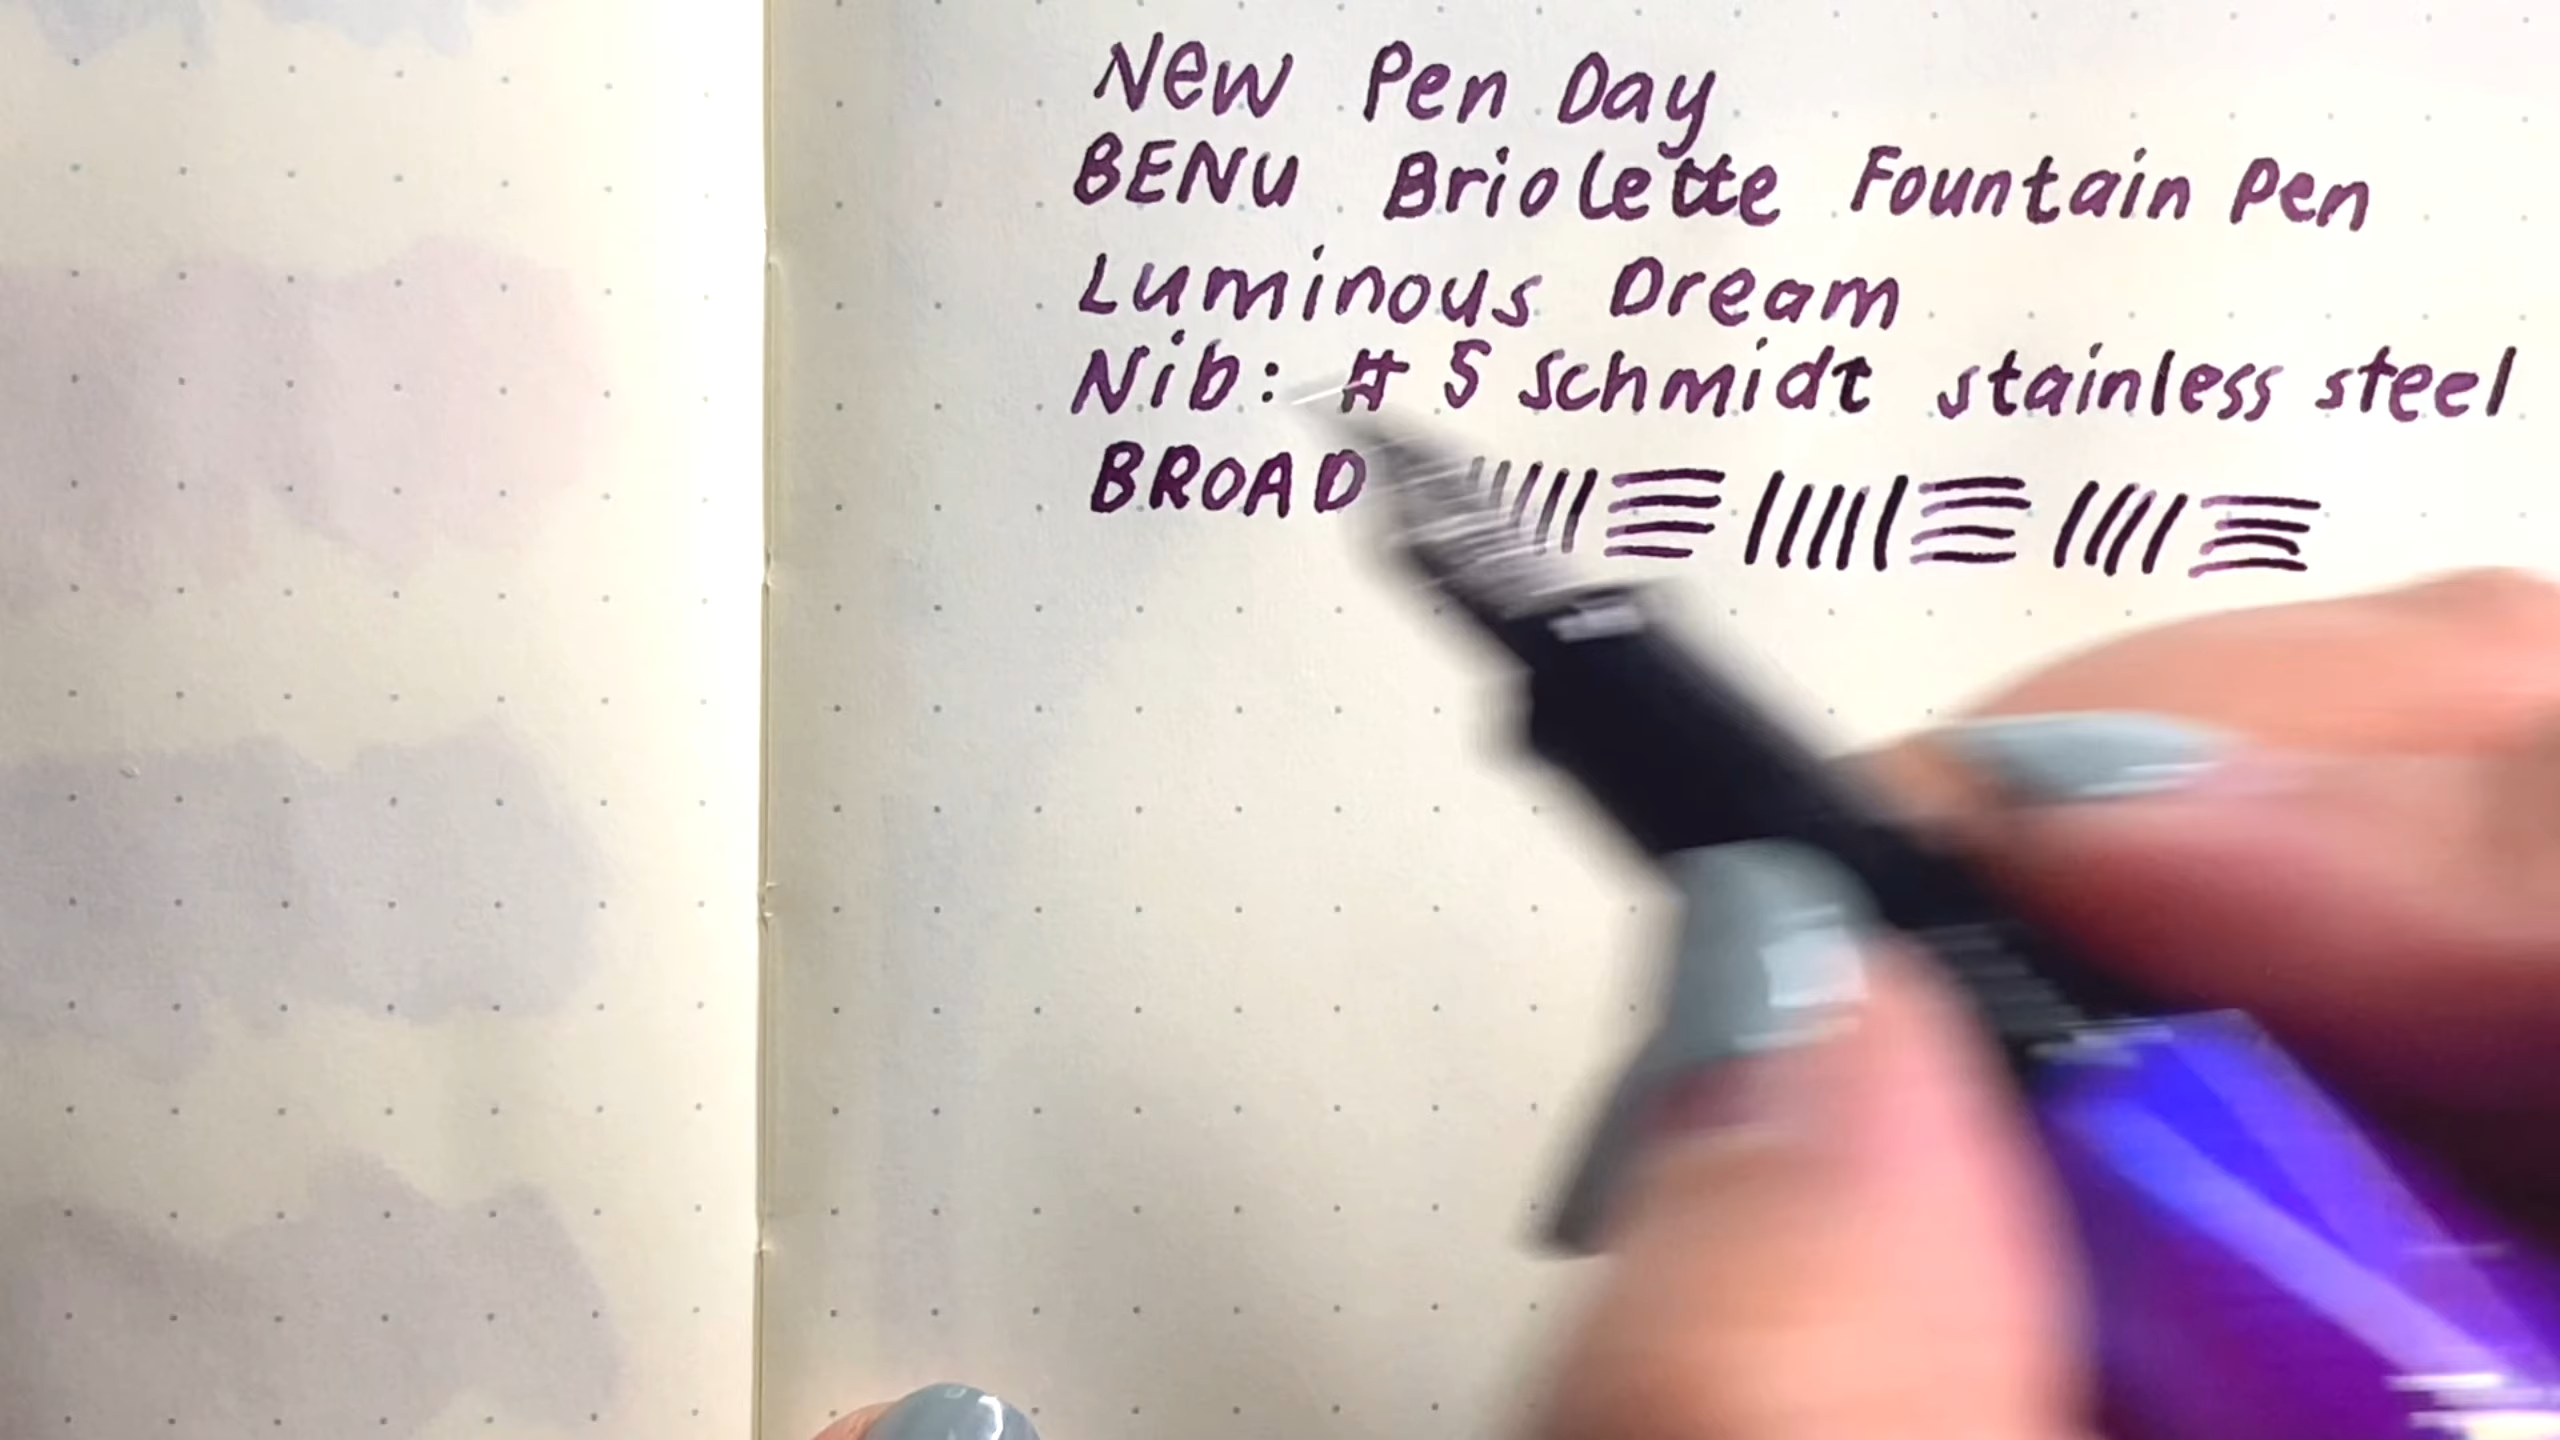 New Pen Day
BENU Briolette Fountain Pen
Luminous Dream
Nib: # 5 Schmidt stainless steel
BROAD